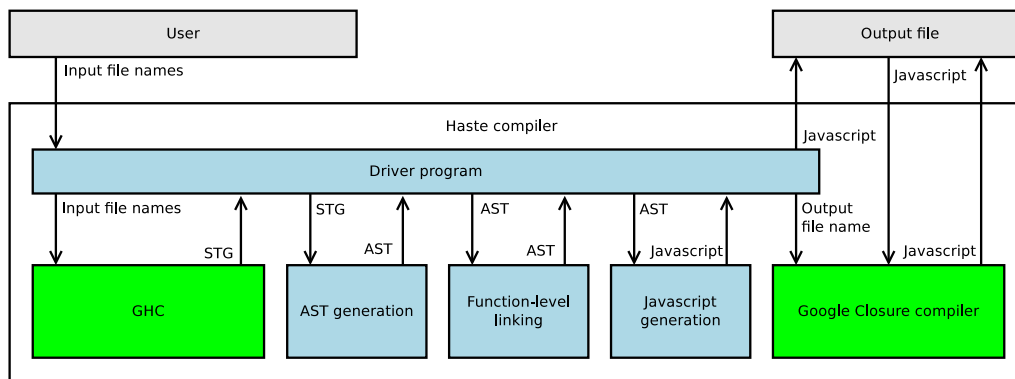 User
Output file
Input file names
Javascript
Haste compiler
Javascript
Driver program
Input file names
STG
AST
AST
Output
file name
STG
AST
AST
Javascript
Javascript
GHC
AST generation
Function-level
linking
Javascript
generation
Google Closure compiler